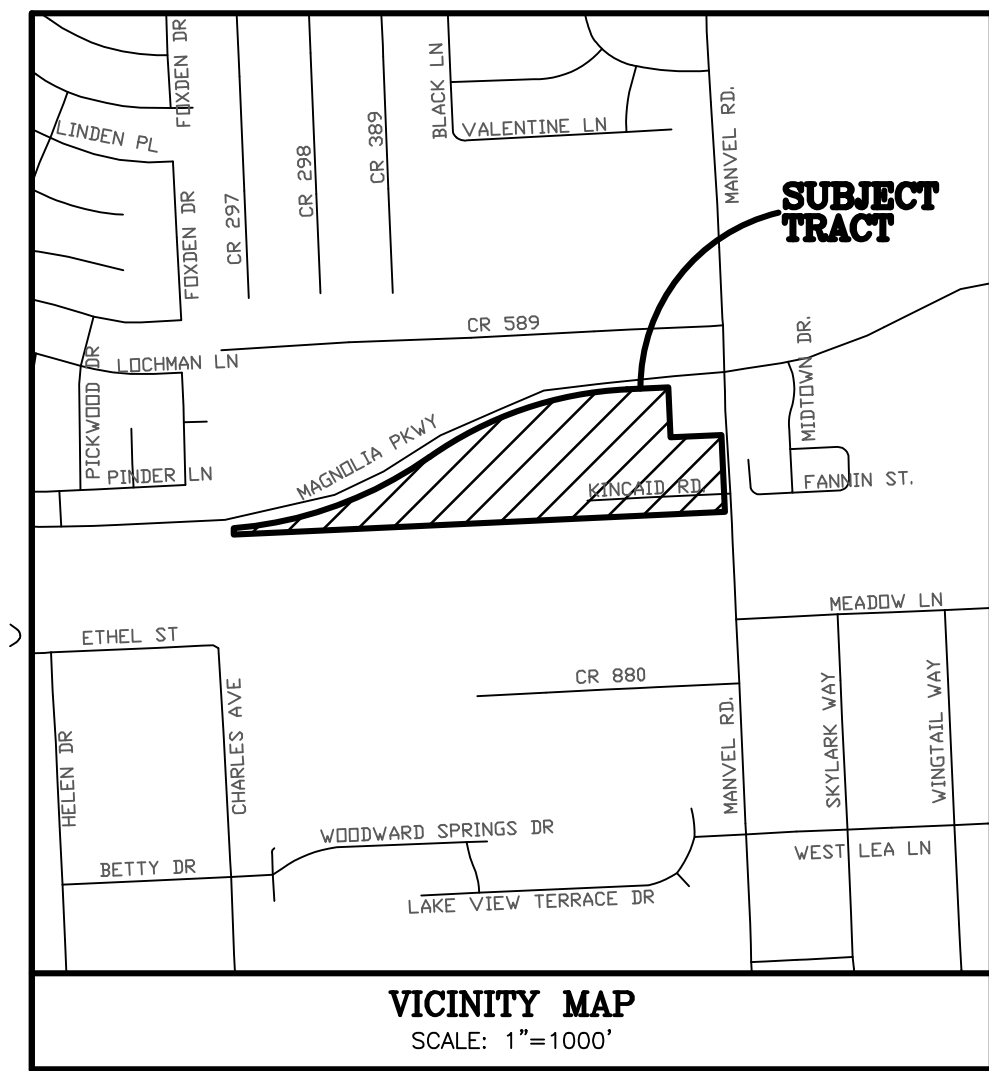 FOXDEN DR
BLACK LN
MANVEL RD.
LINDEN PL
VALENTINE LN
CR 389
CR 298
CR 297
FOXDEN DR
SUBJECT
TRACT
CR 589
LOCHMAN LN
PICKWOOD DR
MIDTOWN DR.
MAGNOLIA PKWY
PINDER LN
KINCAID RD.
FANNIN ST.
MEADOW LN
ETHEL ST
CR 880
HELEN DR
CHARLES AVE
MANVEL RD.
SKYLARK WAY
WINGTAIL WAY
WOODWARD SPRINGS DR
WEST LEA LN
BETTY DR
LAKE VIEW TERRACE DR
VICINITY MAP
SCALE: 1"=1000'